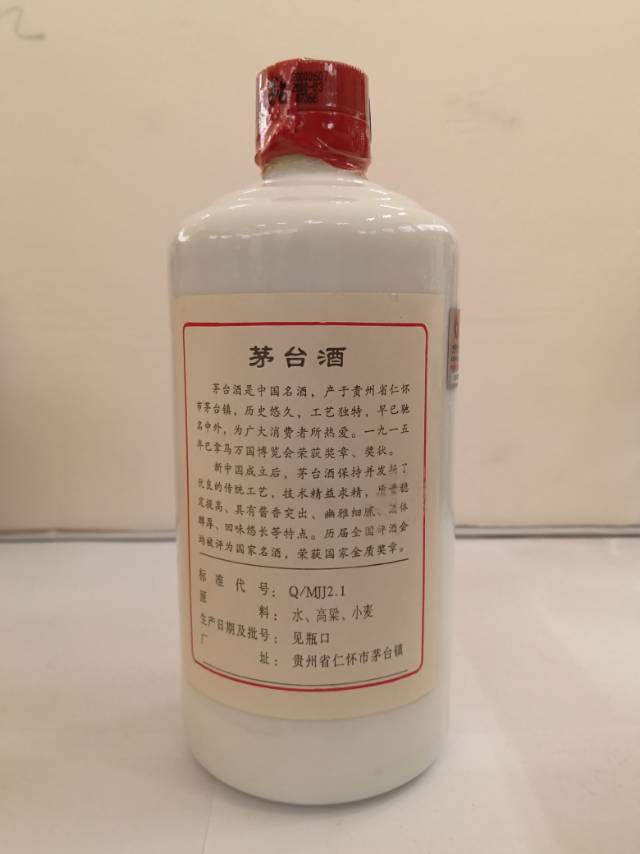 20000607
茅台酒
茅台酒是中国名酒，产于贵州省仁怀
市茅台镇，历史悠久，工艺独特，早已驰
名中外，为广大消费者所热爱。一九一五
年巴拿马万国博览会荣获奖章、奖状。
新中国成立后，茅台酒保持并发扬了
优良的传统工艺，技术精益求精，质量稳
定提高、具有酱香突出、幽雅细腻、酒体
醇厚、回味悠长等特点。历届全国评酒会
均被评为国家名酒，荣获国家金质奖章。
标准代号：Q/MJJ2.1
原料：水、高粱、小麦
生产日期及批号：见瓶口
厂址：贵州省仁怀市茅台镇